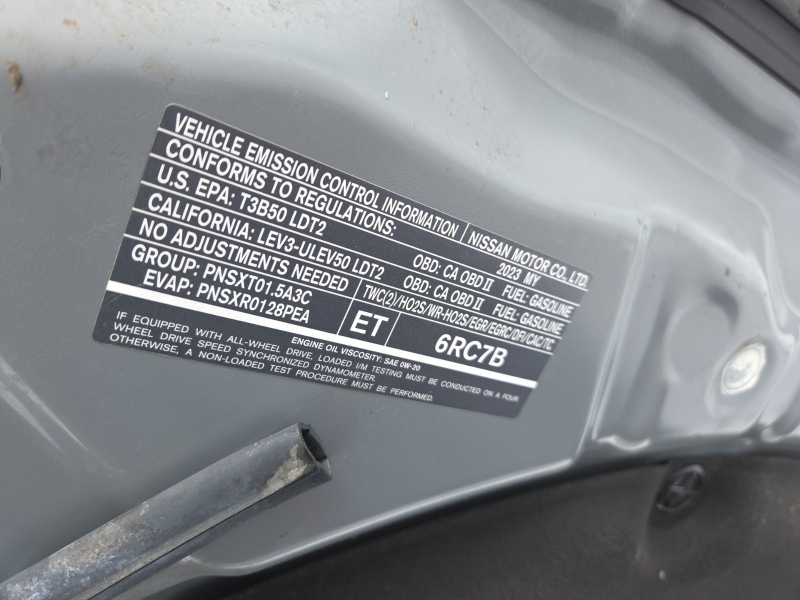 VEHICLE EMISSION CONTROL INFORMATION NISSAN MOTOR CO., LTD.
CONFORMS TO REGULATIONS: 2023 MY
U.S. EPA: T3B50 LDT2 OBD: CA OBD II FUEL: GASOLINE
CALIFORNIA: LEV3-ULEV50 LDT2 OBD: CA OBD II FUEL: GASOLINE
NO ADJUSTMENTS NEEDED TWC(2)/HO2S/WR-HO2S/EGR/EGRC/DFI/CAC/TC
GROUP: PNSXT01.5A3C
EVAP: PNSXR0128PEA ET 6RC7B
ENGINE OIL VISCOSITY: SAE 0W-20
IF EQUIPPED WITH ALL-WHEEL DRIVE, LOADED I/M TESTING MUST BE CONDUCTED ON A FOUR
WHEEL DRIVE SPEED SYNCHRONIZED DYNAMOMETER.
OTHERWISE, A NON-LOADED TEST PROCEDURE MUST BE PERFORMED.